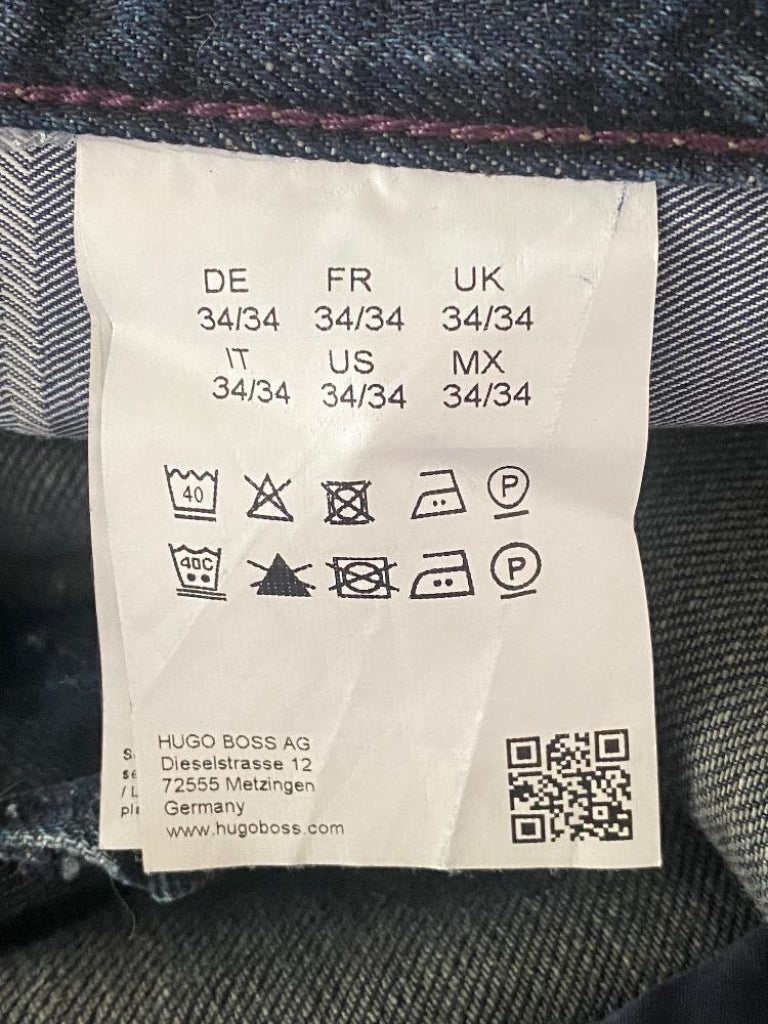 DE FR UK
34/34 34/34 34/34
IT US MX
34/34 34/34 34/34
40 P
40C P
HUGO BOSS AG
Dieselstrasse 12
72555 Metzingen
Germany
www.hugoboss.com